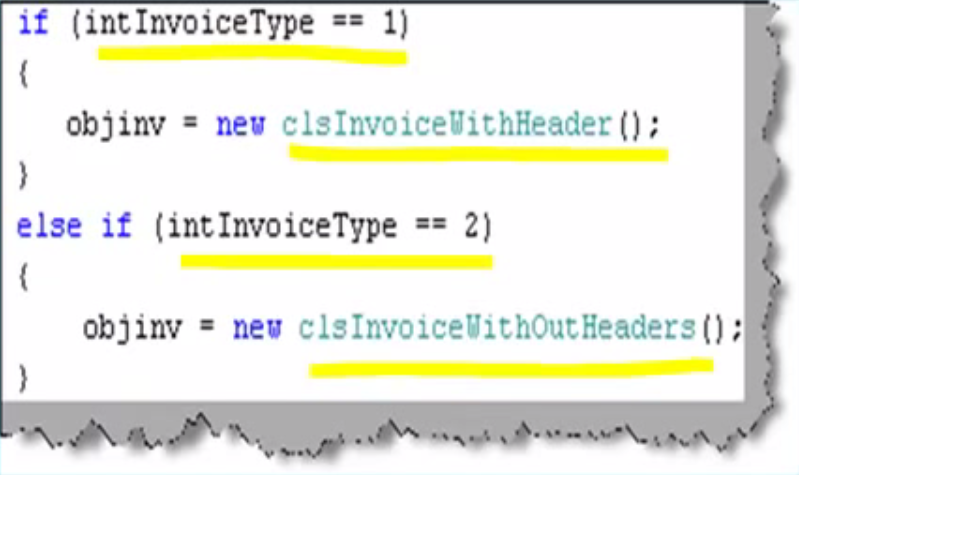 if (intInvoiceType == 1)
{
objinv = new clsInvoiceWithHeader();
}
else if (intInvoiceType == 2)
{
objinv = new clsInvoiceWithOutHeaders();
}